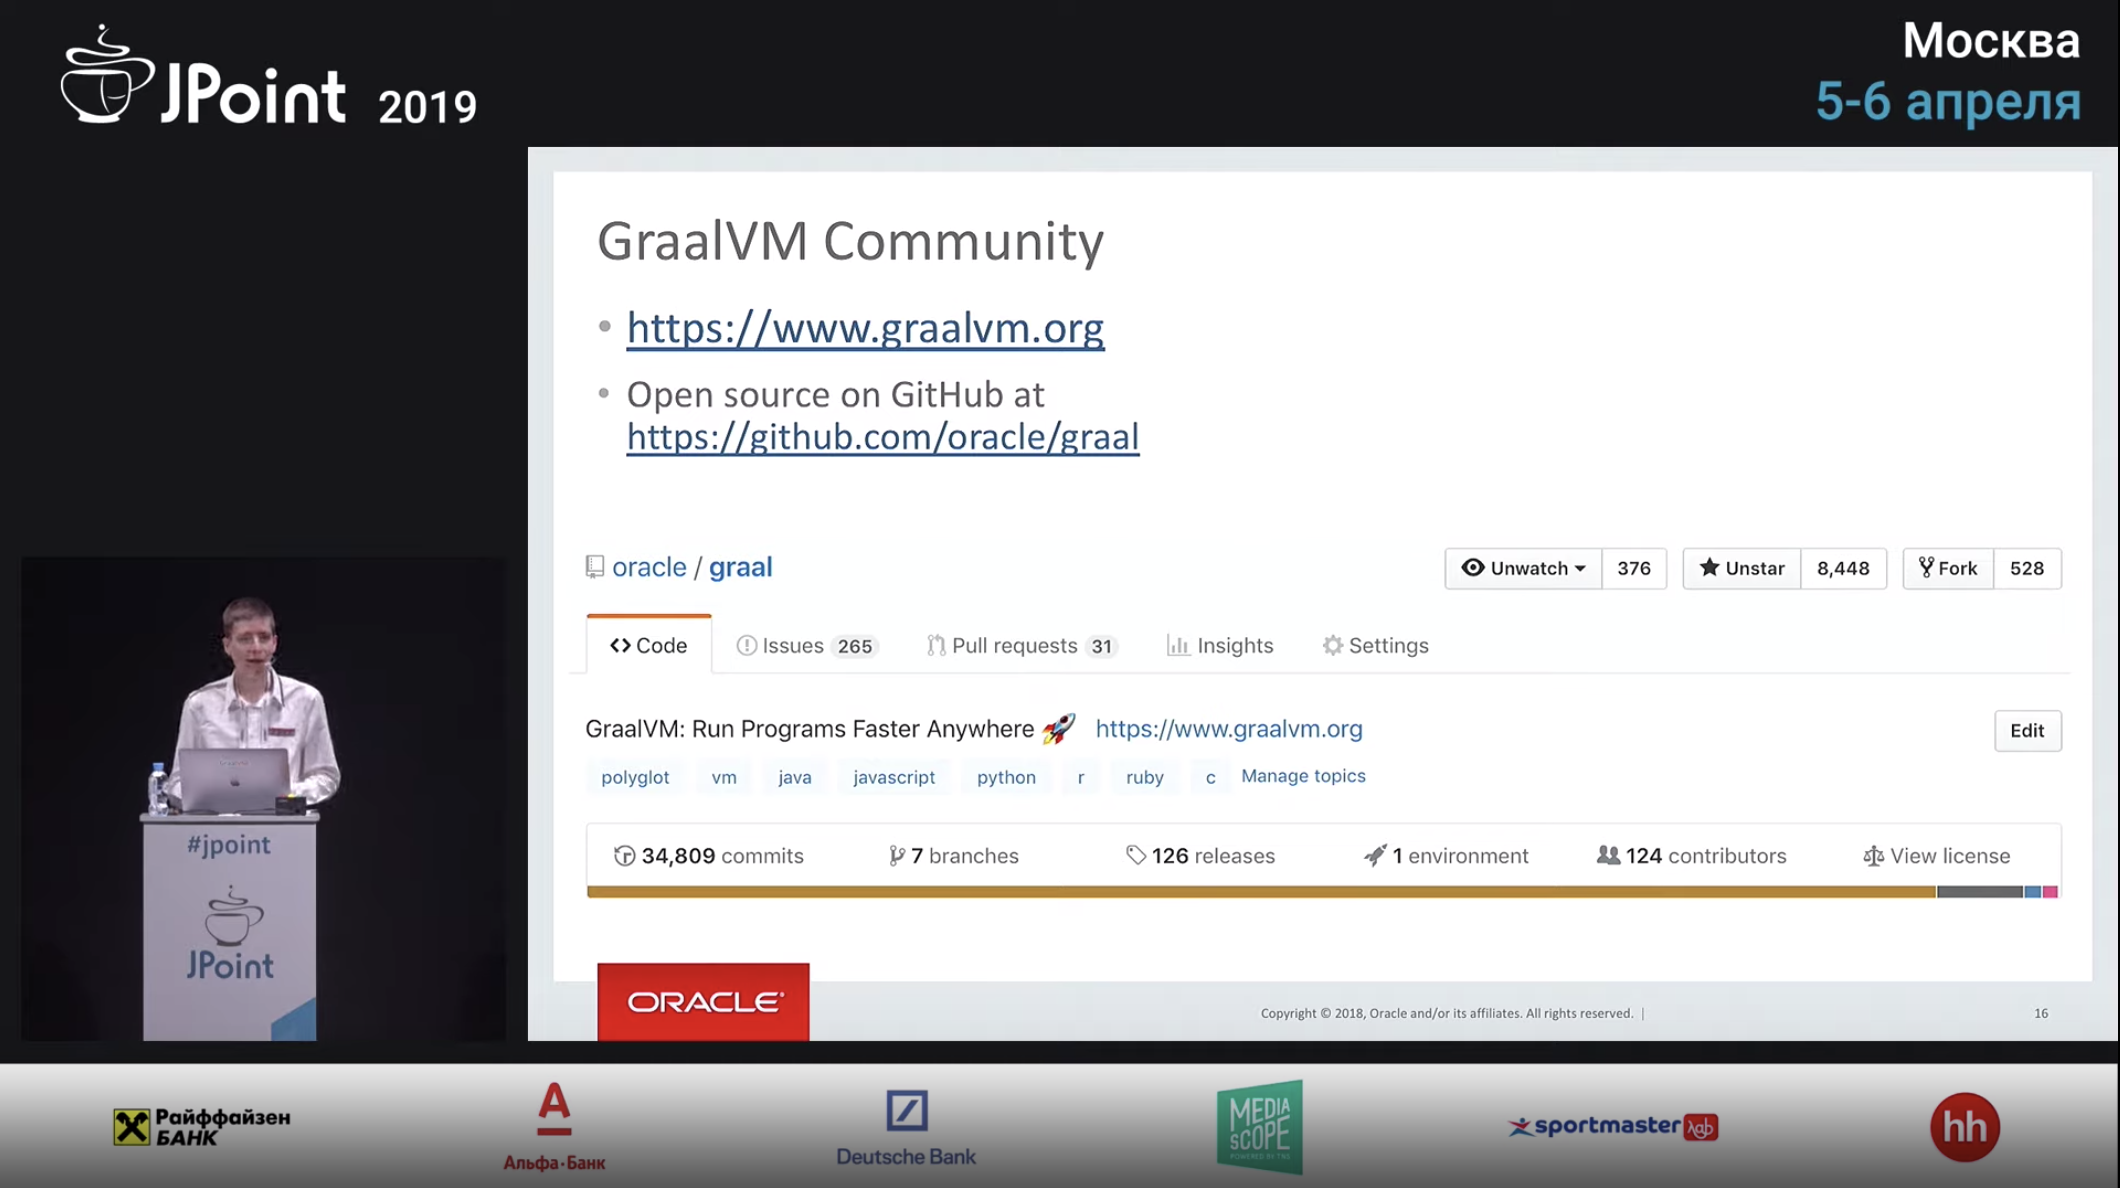 JPoint 2019
Москва
5-6 апреля
GraalVM Community
• https://www.graalvm.org
• Open source on GitHub at
https://github.com/oracle/graal
oracle / graal
Unwatch 376
Unstar 8,448
Fork 528
Code
Issues 265
Pull requests 31
Insights
Settings
GraalVM: Run Programs Faster Anywhere 🚀 https://www.graalvm.org
Edit
polyglot vm java javascript python r ruby c Manage topics
34,809 commits
7 branches
126 releases
1 environment
124 contributors
View license
ORACLE
Copyright © 2018, Oracle and/or its affiliates. All rights reserved. |
16
#jpoint
JPoint
Райффайзен
БАНК
А
Альфа·Банк
Deutsche Bank
MEDIA
SCOPE
POWERED BY TNS
sportmaster лаб
hh